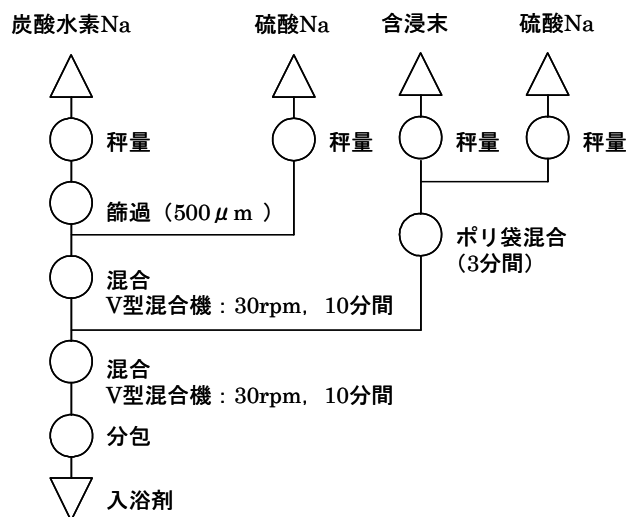 炭酸水素Na
硫酸Na
含浸末
硫酸Na
秤量
秤量
秤量
秤量
篩過（500μm ）
ポリ袋混合
（3分間）
混合
V型混合機：30rpm，10分間
混合
V型混合機：30rpm，10分間
分包
入浴剤